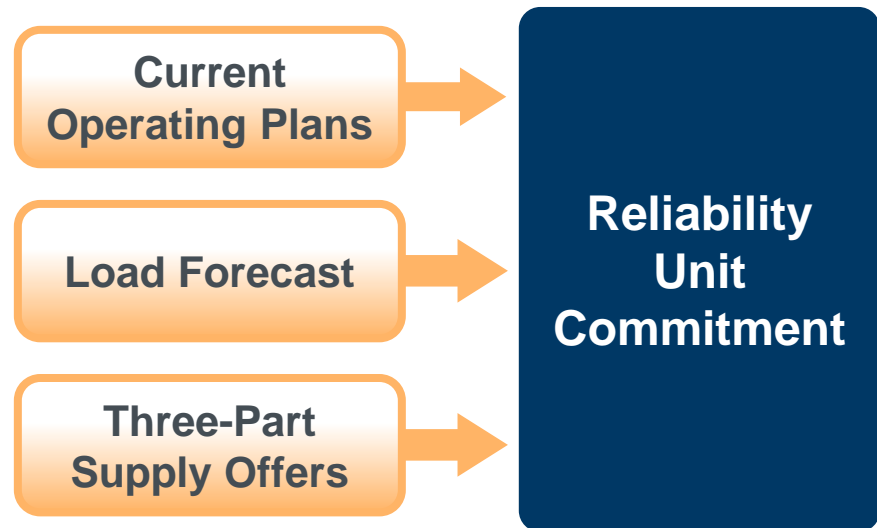 Current
Operating Plans
Load Forecast
Three-Part
Supply Offers
Reliability
Unit
Commitment